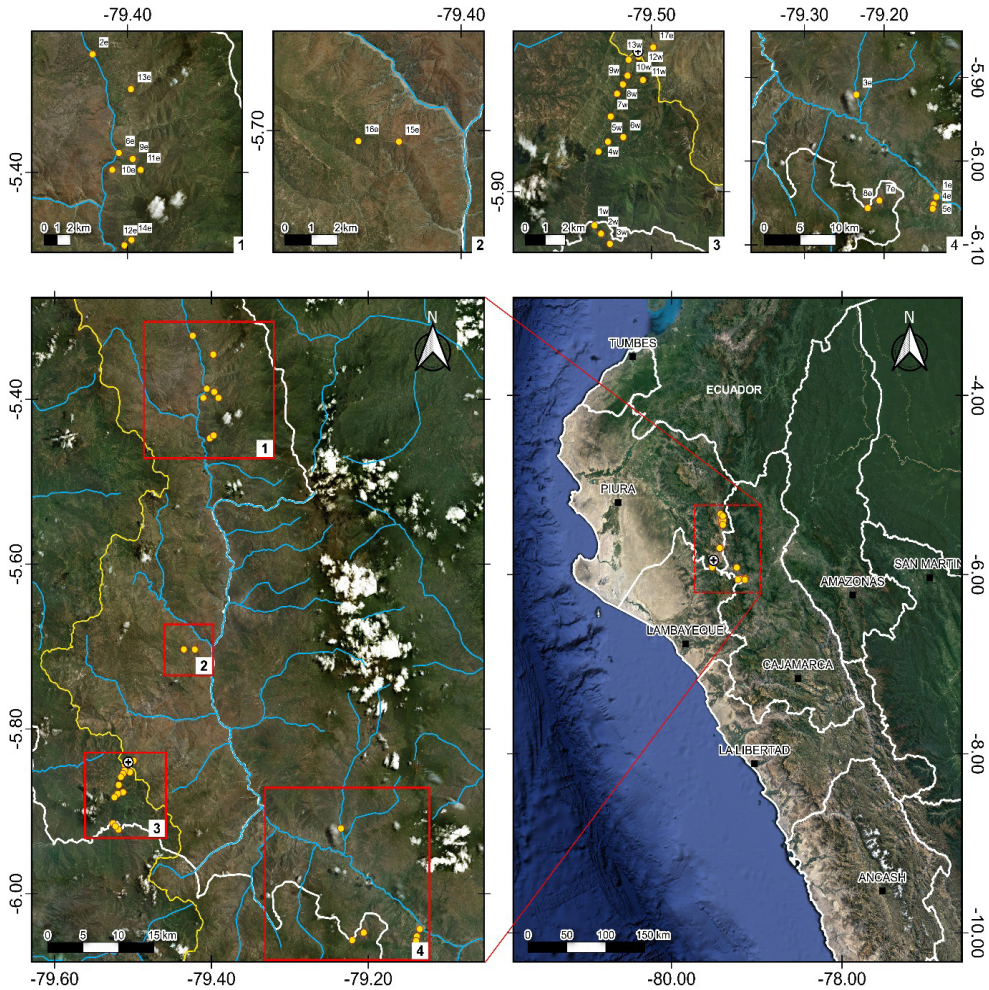 -79.40
-79.40
-79.50
-79.30
-79.20
2e
13e
6e
9e
10e
11e
12e
14e
-5.40
0 1 2 km
1
16e
15e
-5.70
0 1 2 km
2
17e
13w
12w
10w
9w
11w
8w
7w
5w
6w
4w
1w
2w
3w
-5.90
0 1 2 km
3
3e
8e
7e
1e
4e
5e
0 5 10 km
4
-5.90
-6.00
-6.10
N
1
2
3
4
-5.40
-5.60
-5.80
-6.00
0 5 10 15 km
-79.60
-79.40
-79.20
N
TUMBES
ECUADOR
PIURA
SAN MARTIN
AMAZONAS
LAMBAYEQUE
CAJAMARCA
LA LIBERTAD
ANCASH
0 50 100 150 km
-4.00
-6.00
-8.00
-10.00
-80.00
-78.00